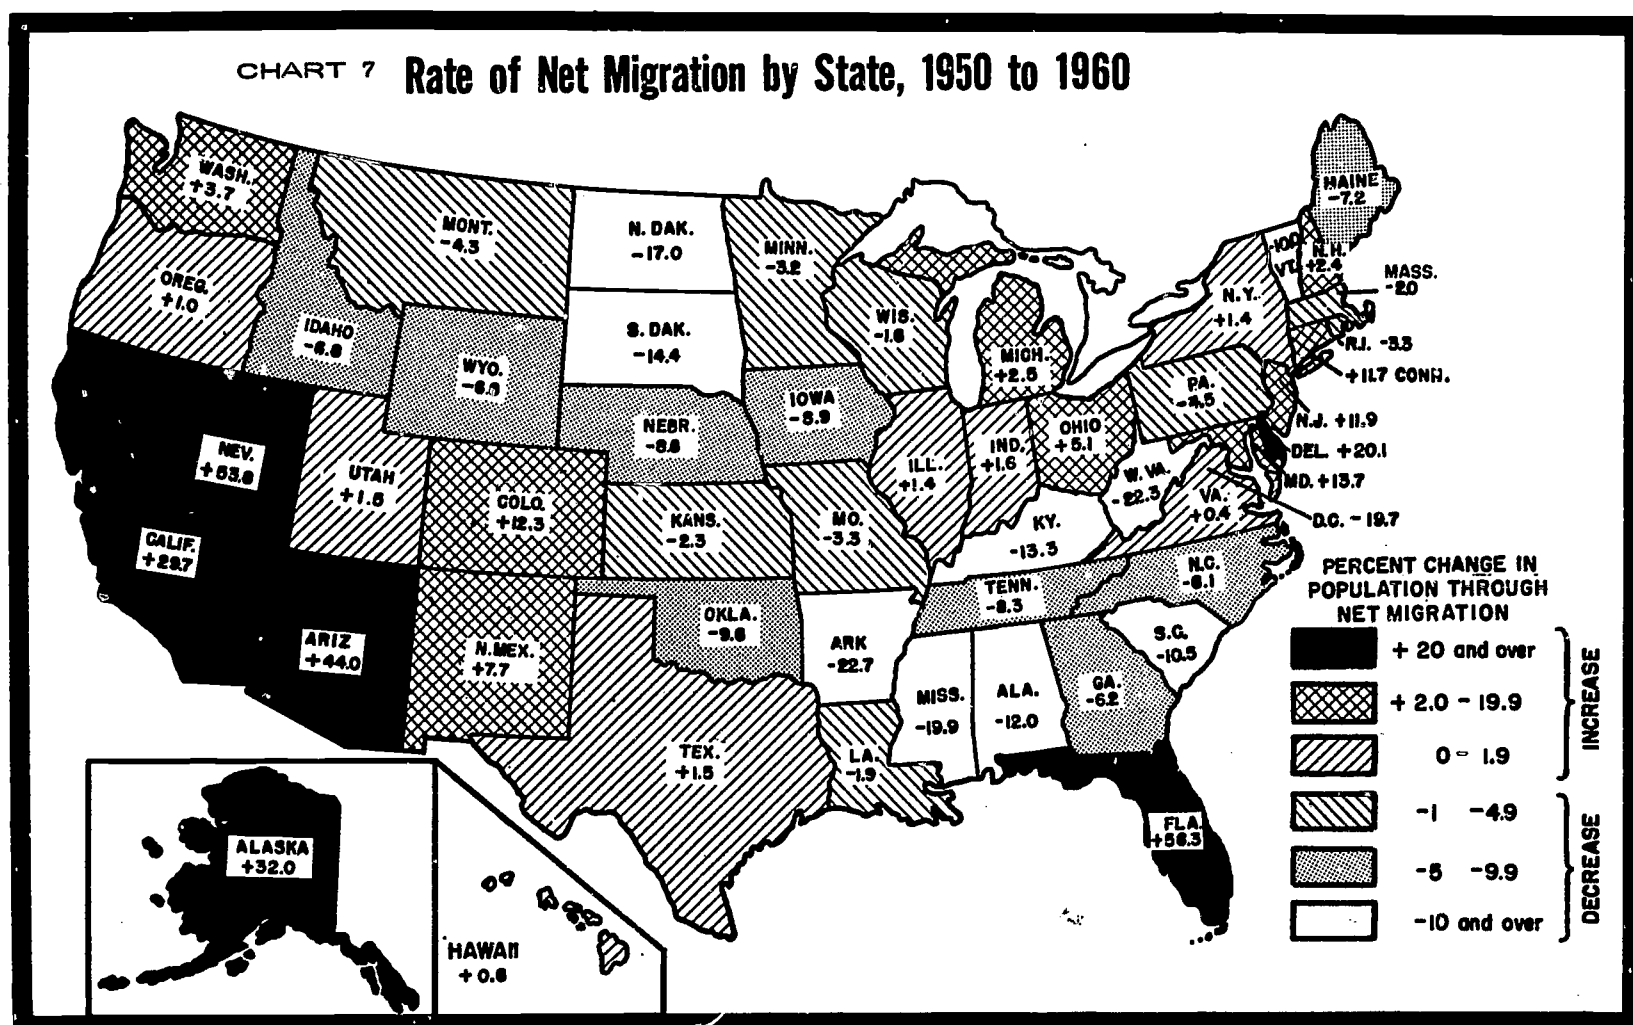 CHART 7 Rate of Net Migration by State, 1950 to 1960
WASH.
+3.7
OREG.
+1.0
IDAHO
MONT.
-4.3
WYO.
N. DAK.
-17.0
S. DAK.
-14.4
NEBR.
MINN.
-3.2
WIS.
IOWA
MICH.
+2.5
MAINE
-7.2
-10.0
VT.
N.H.
+2.4
MASS.
-2.0
R.I. -3.3
+11.7 CONN.
N.Y.
+1.4
PA.
-4.5
N.J. +11.9
DEL. +20.1
MD. +13.7
D.C. -19.7
NEV.
UTAH
COLO.
+12.3
KANS.
-2.3
MO.
-3.3
ILL.
+1.4
IND.
+1.6
OHIO
+5.1
W. VA.
-22.3
VA.
+0.4
KY.
-13.3
CALIF.
ARIZ
+44.0
N.MEX.
+7.7
OKLA.
TEX.
+1.5
ARK
-22.7
LA.
-1.9
TENN.
N.C.
S.C.
-10.5
MISS.
-19.9
ALA.
-12.0
GA.
-6.2
FLA.
+56.3
ALASKA
+32.0
HAWAII
PERCENT CHANGE IN
POPULATION THROUGH
NET MIGRATION
+ 20 and over
+ 2.0 - 19.9
0 - 1.9
INCREASE
-1 -4.9
-5 -9.9
-10 and over
DECREASE